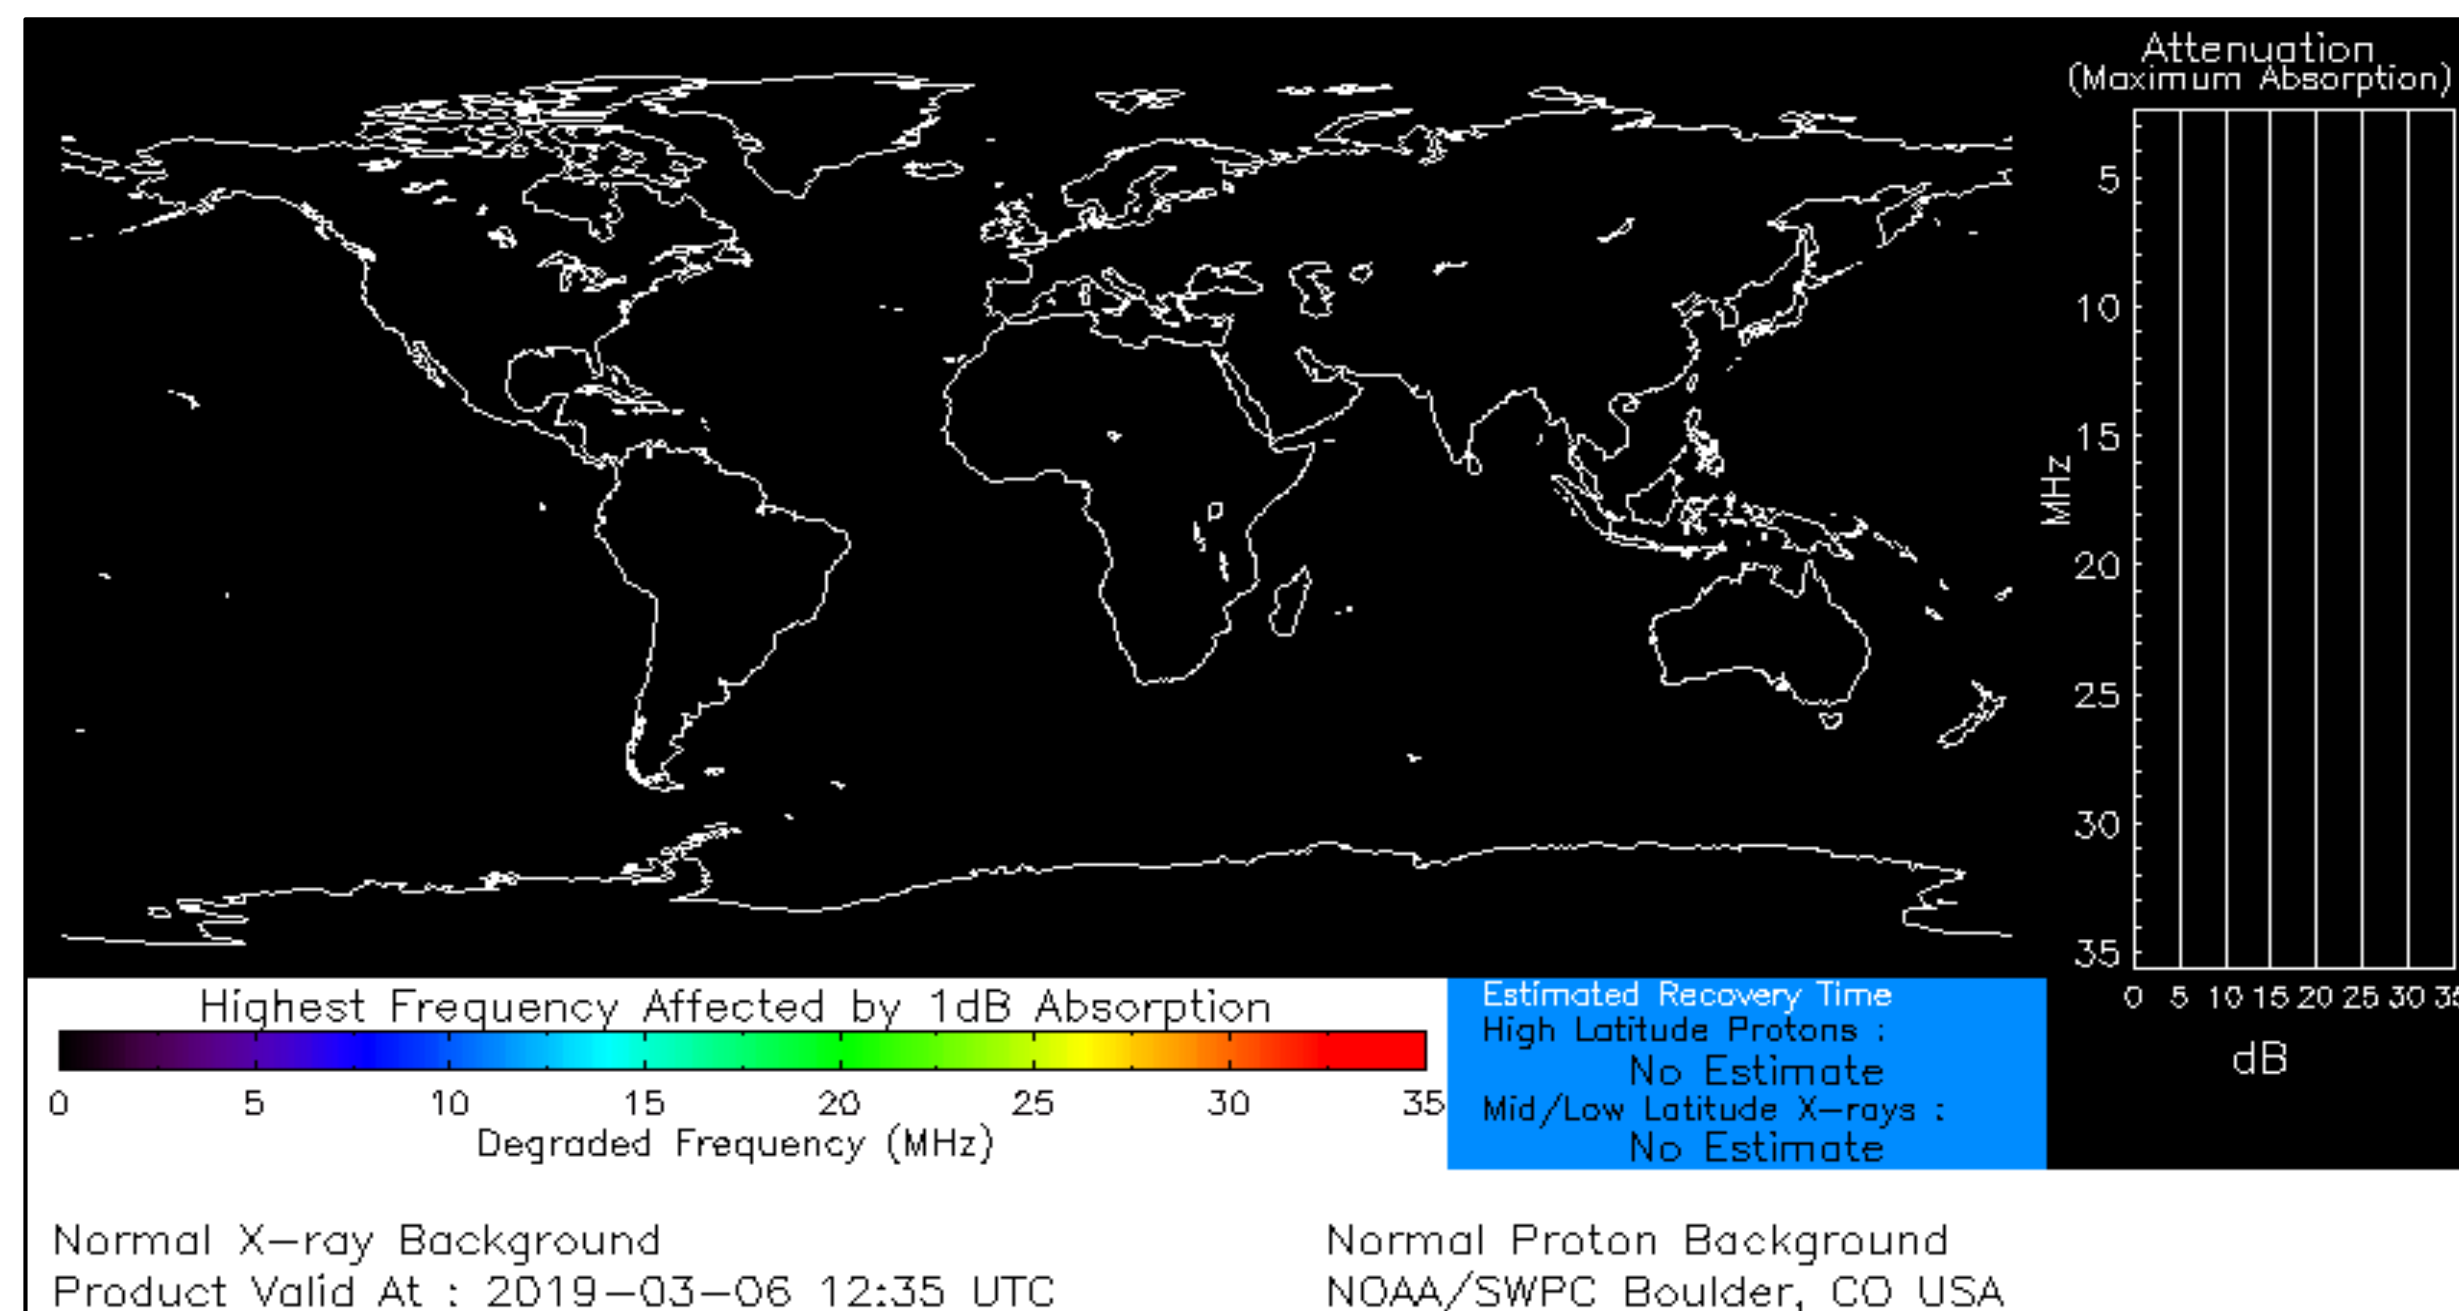 Attenuation
(Maximum Absorption)
5
10
15
20
25
30
35
MHz
0 5 10 15 20 25 30
dB
Highest Frequency Affected by 1dB Absorption
0 5 10 15 20 25 30 35
Degraded Frequency (MHz)
Estimated Recovery Time
High Latitude Protons :
No Estimate
Mid/Low Latitude X-rays :
No Estimate
Normal X-ray Background
Normal Proton Background
Product Valid At : 2019-03-06 12:35 UTC
NOAA/SWPC Boulder, CO USA